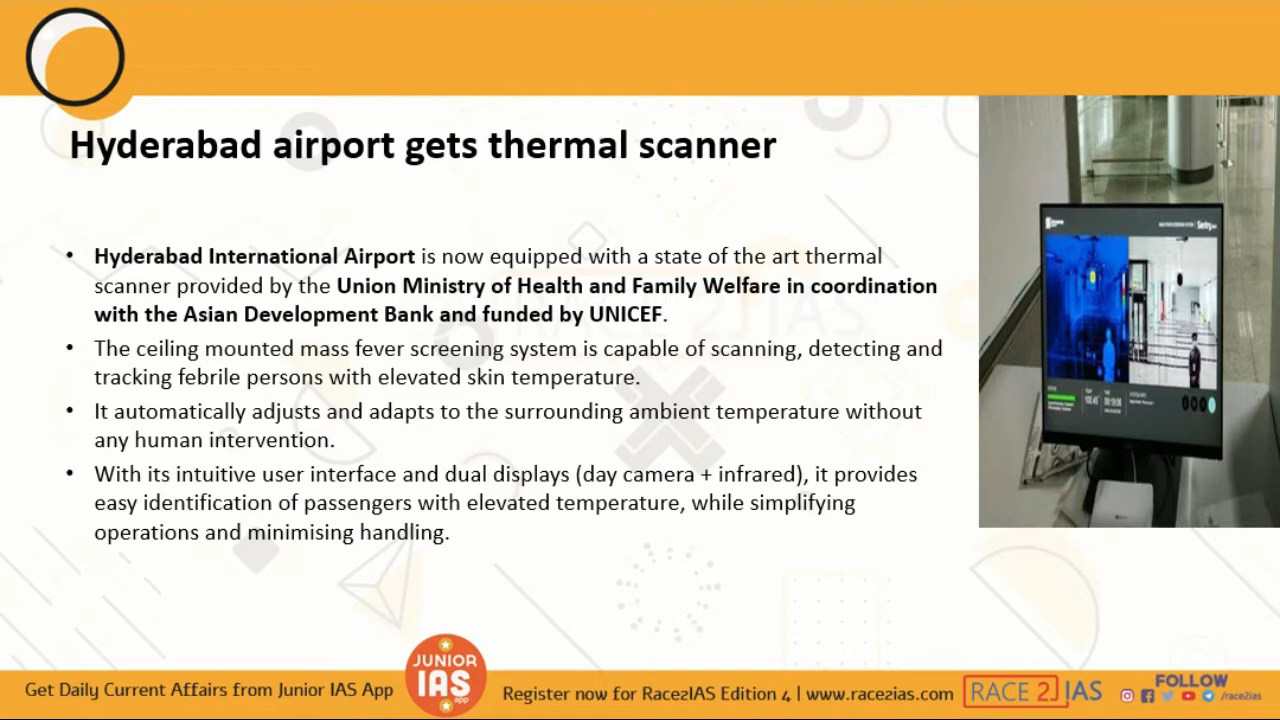 Hyderabad airport gets thermal scanner
• Hyderabad International Airport is now equipped with a state of the art thermal
scanner provided by the Union Ministry of Health and Family Welfare in coordination
with the Asian Development Bank and funded by UNICEF.
• The ceiling mounted mass fever screening system is capable of scanning, detecting and
tracking febrile persons with elevated skin temperature.
• It automatically adjusts and adapts to the surrounding ambient temperature without
any human intervention.
• With its intuitive user interface and dual displays (day camera + infrared), it provides
easy identification of passengers with elevated temperature, while simplifying
operations and minimising handling.
Get Daily Current Affairs from Junior IAS App
JUNIOR
IAS
app
Register now for Race2IAS Edition 4 | www.race2ias.com
RACE 2 IAS
FOLLOW
/race2ias